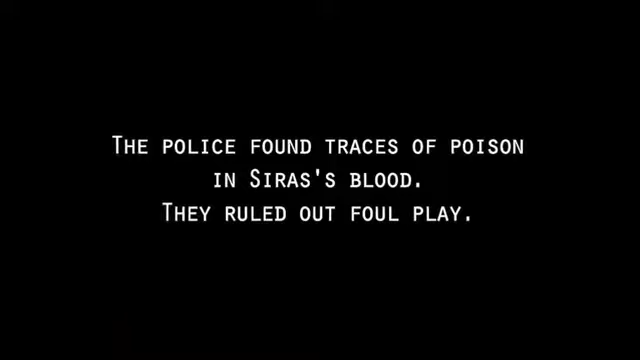 The police found traces of poison
in Siras's blood.
They ruled out foul play.